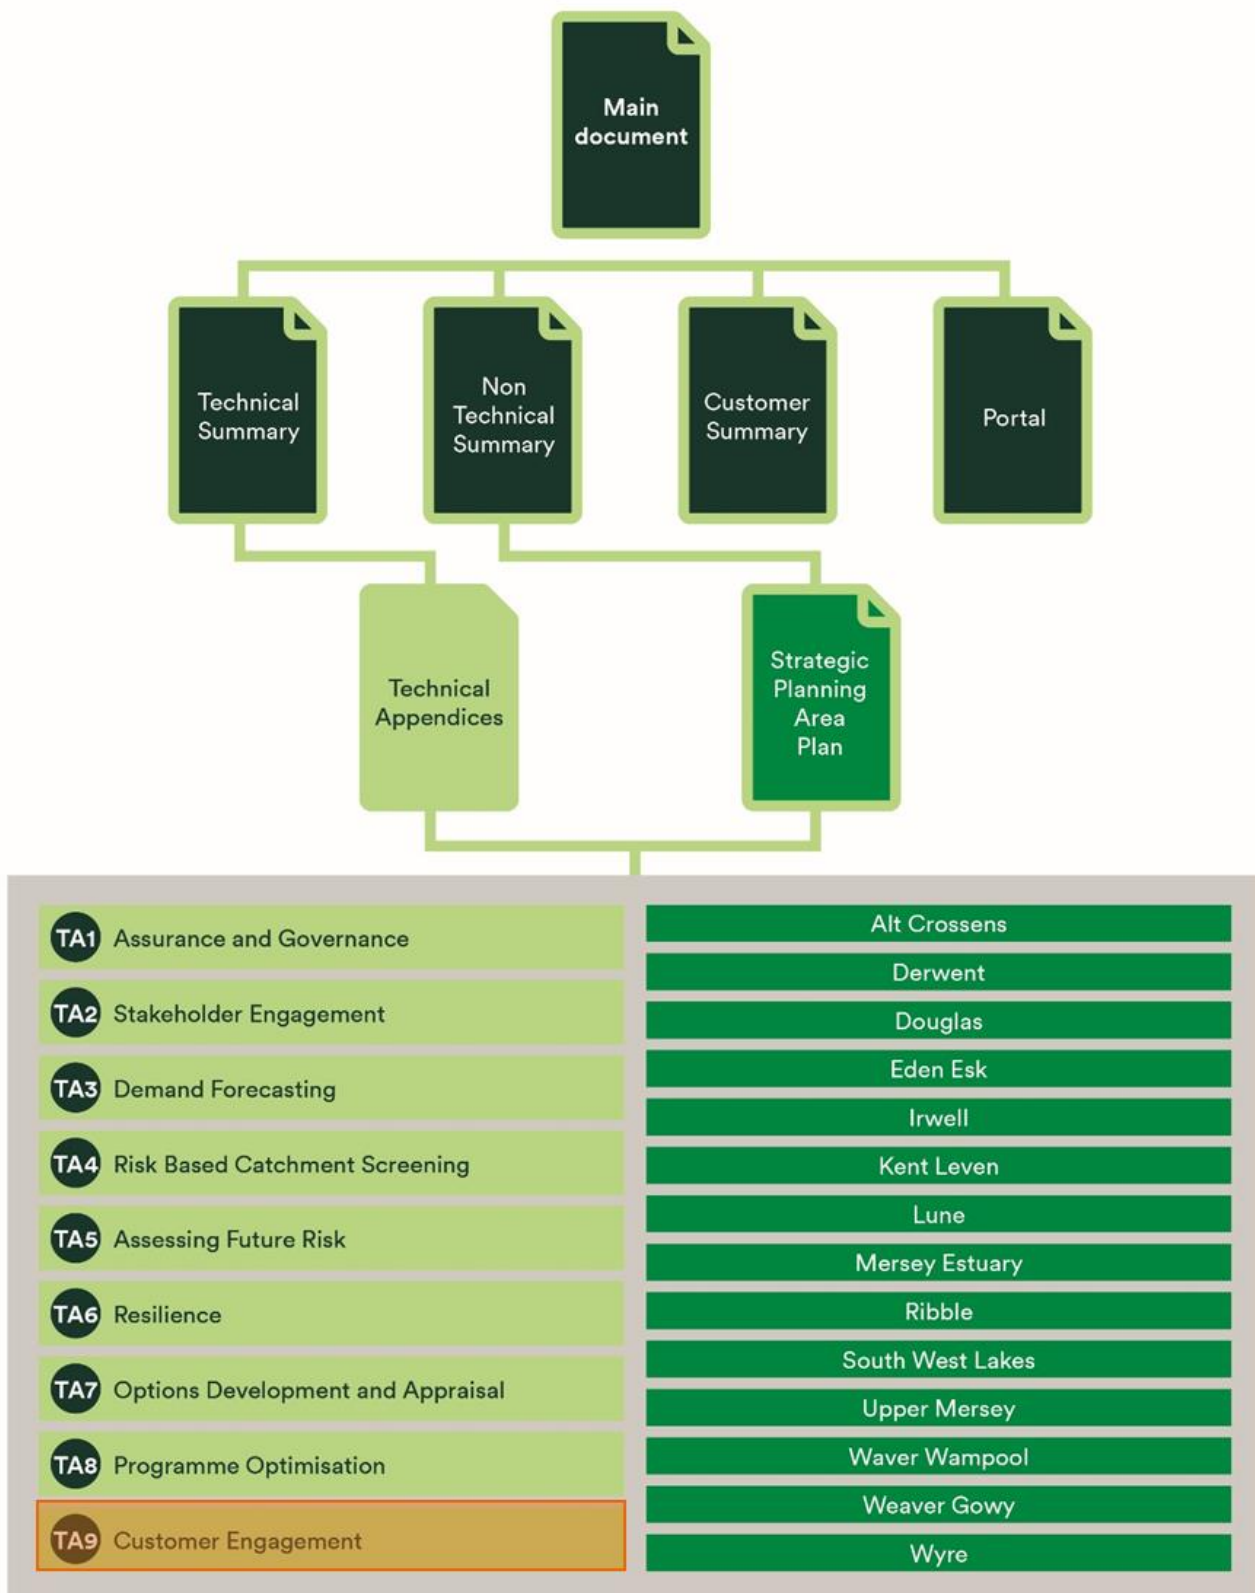 Main
document
Technical
Summary
Non
Technical
Summary
Customer
Summary
Portal
Technical
Appendices
Strategic
Planning
Area
Plan
TA1 Assurance and Governance
TA2 Stakeholder Engagement
TA3 Demand Forecasting
TA4 Risk Based Catchment Screening
TA5 Assessing Future Risk
TA6 Resilience
TA7 Options Development and Appraisal
TA8 Programme Optimisation
TA9 Customer Engagement
Alt Crossens
Derwent
Douglas
Eden Esk
Irwell
Kent Leven
Lune
Mersey Estuary
Ribble
South West Lakes
Upper Mersey
Waver Wampool
Weaver Gowy
Wyre